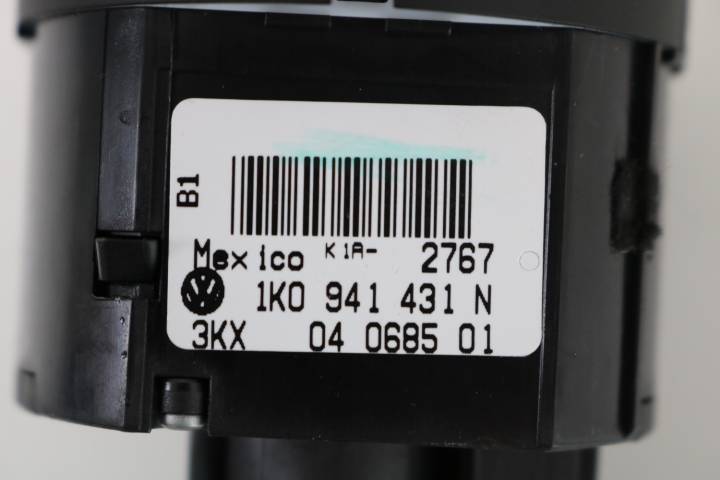 B1
Mexico K1A- 2767
1K0 941 431 N
3KX 04 0685 01